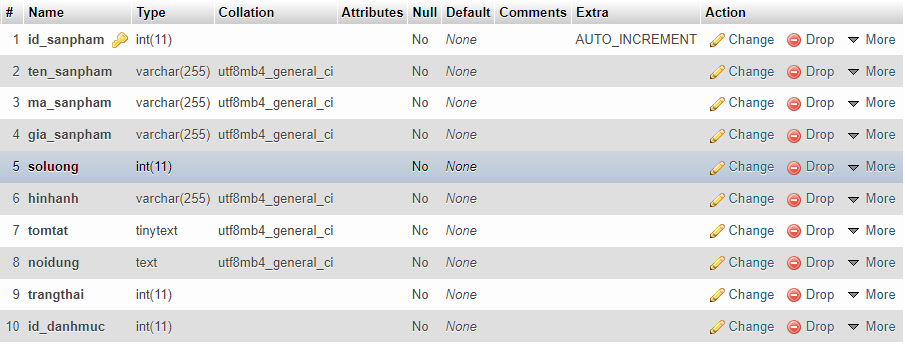 # Name Type Collation Attributes Null Default Comments Extra Action
1 id_sanpham int(11) No None AUTO_INCREMENT Change Drop More
2 ten_sanpham varchar(255) utf8mb4_general_ci No None Change Drop More
3 ma_sanpham varchar(255) utf8mb4_general_ci No None Change Drop More
4 gia_sanpham varchar(255) utf8mb4_general_ci No None Change Drop More
5 soluong int(11) No None Change Drop More
6 hinhanh varchar(255) utf8mb4_general_ci No None Change Drop More
7 tomtat tinytext utf8mb4_general_ci No None Change Drop More
8 noidung text utf8mb4_general_ci No None Change Drop More
9 trangthai int(11) No None Change Drop More
10 id_danhmuc int(11) No None Change Drop More